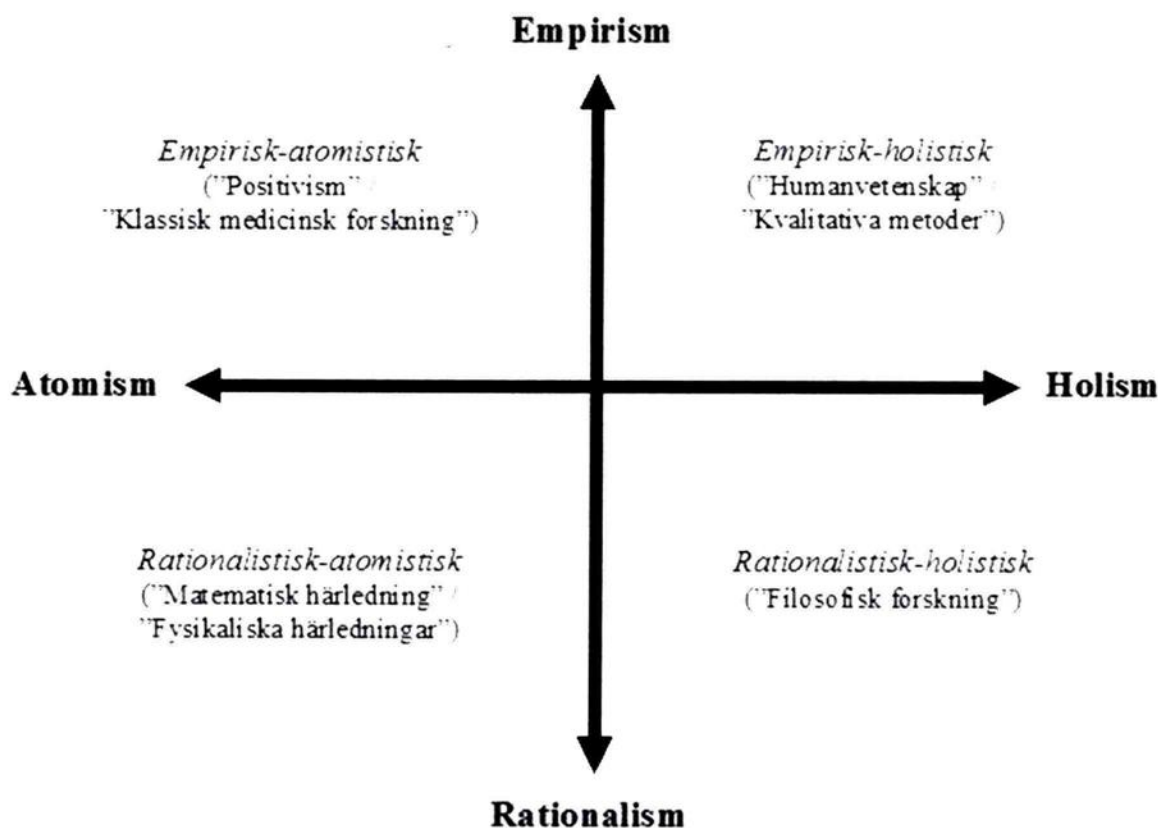 Empirism
Empirisk-atomistisk
("Positivism" /
"Klassisk medicinsk forskning")
Empirisk-holistisk
("Humanvetenskap" /
"Kvalitativa metoder")
Atomism
Holism
Rationalistisk-atomistisk
("Matematisk härledning" /
"Fysikaliska härledningar")
Rationalistisk-holistisk
("Filosofisk forskning")
Rationalism